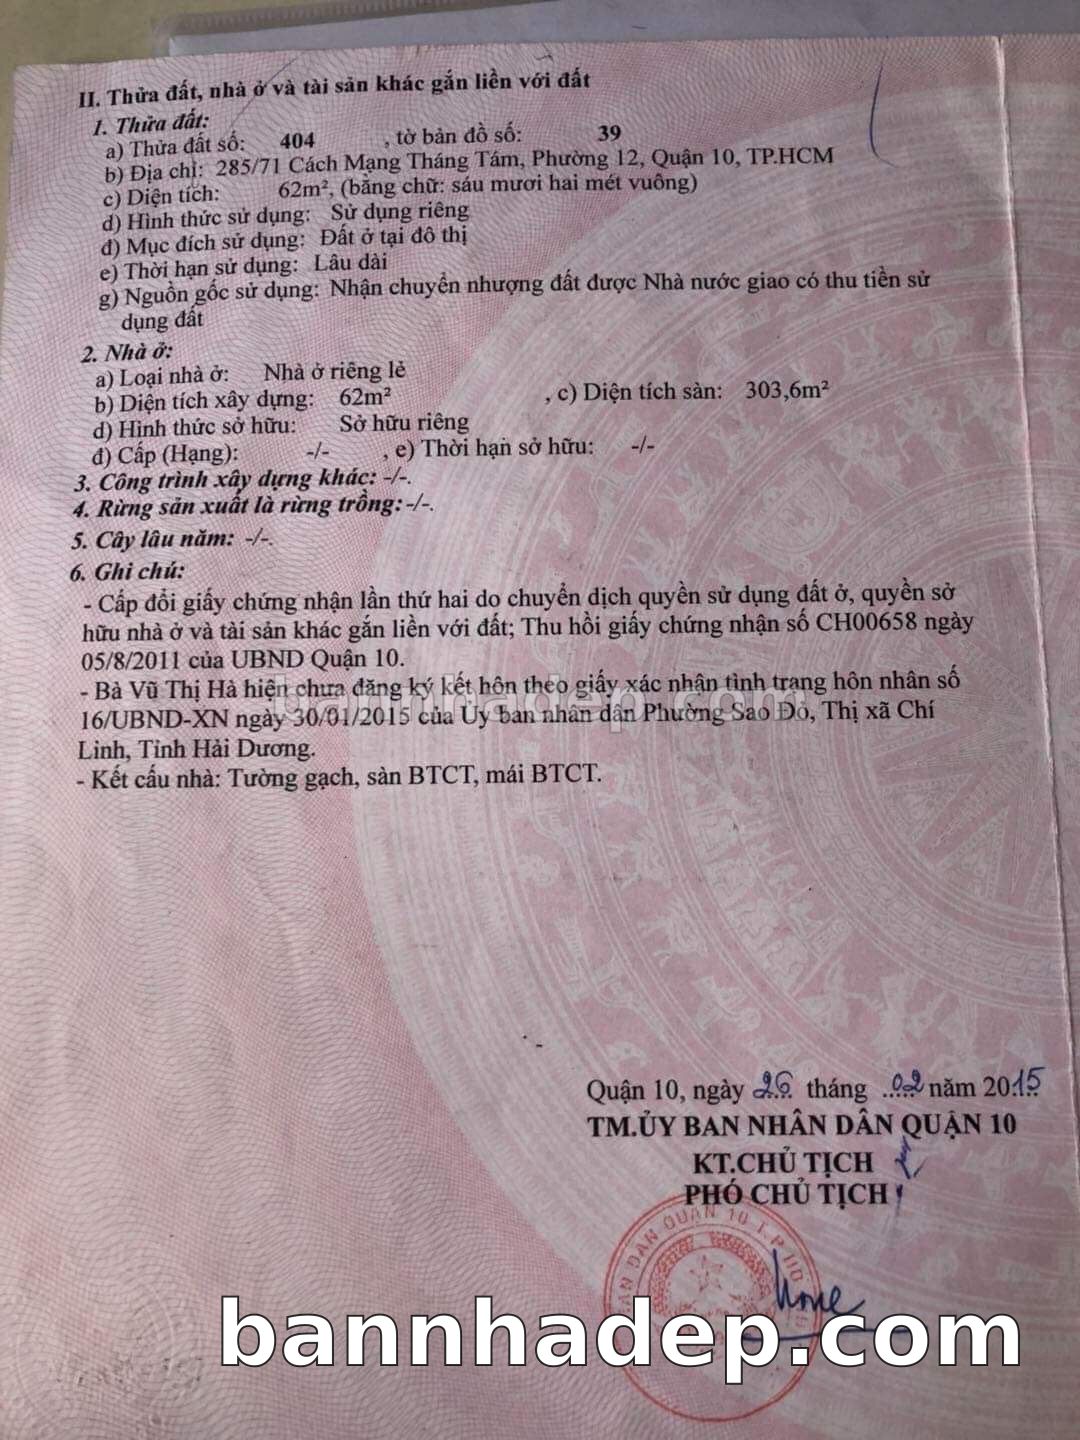 II. Thửa đất, nhà ở và tài sản khác gắn liền với đất
1. Thửa đất:
a) Thửa đất số: 404 , tờ bản đồ số: 39
b) Địa chỉ: 285/71 Cách Mạng Tháng Tám, Phường 12, Quận 10, TP.HCM
c) Diện tích: 62m², (bằng chữ: sáu mươi hai mét vuông)
d) Hình thức sử dụng: Sử dụng riêng
đ) Mục đích sử dụng: Đất ở tại đô thị
e) Thời hạn sử dụng: Lâu dài
g) Nguồn gốc sử dụng: Nhận chuyển nhượng đất được Nhà nước giao có thu tiền sử
dụng đất
2. Nhà ở:
a) Loại nhà ở: Nhà ở riêng lẻ
b) Diện tích xây dựng: 62m² , c) Diện tích sàn: 303,6m²
d) Hình thức sở hữu: Sở hữu riêng
đ) Cấp (Hạng): -/- , e) Thời hạn sở hữu: -/-
3. Công trình xây dựng khác: -/-.
4. Rừng sản xuất là rừng trồng: -/-.
5. Cây lâu năm: -/-.
6. Ghi chú:
- Cấp đổi giấy chứng nhận lần thứ hai do chuyển dịch quyền sử dụng đất ở, quyền sở
hữu nhà ở và tài sản khác gắn liền với đất; Thu hồi giấy chứng nhận số CH00658 ngày
05/8/2011 của UBND Quận 10.
- Bà Vũ Thị Hà hiện chưa đăng ký kết hôn theo giấy xác nhận tình trạng hôn nhân số
16/UBND-XN ngày 30/01/2015 của Ủy ban nhân dân Phường Sao Đỏ, Thị xã Chí
Linh, Tỉnh Hải Dương.
- Kết cấu nhà: Tường gạch, sàn BTCT, mái BTCT.
bannhadep.com
Quận 10, ngày 26 tháng 02 năm 2015
TM.ỦY BAN NHÂN DÂN QUẬN 10
KT.CHỦ TỊCH
PHÓ CHỦ TỊCH
DÂN QUẬN 10 T.P
bannhadep.com